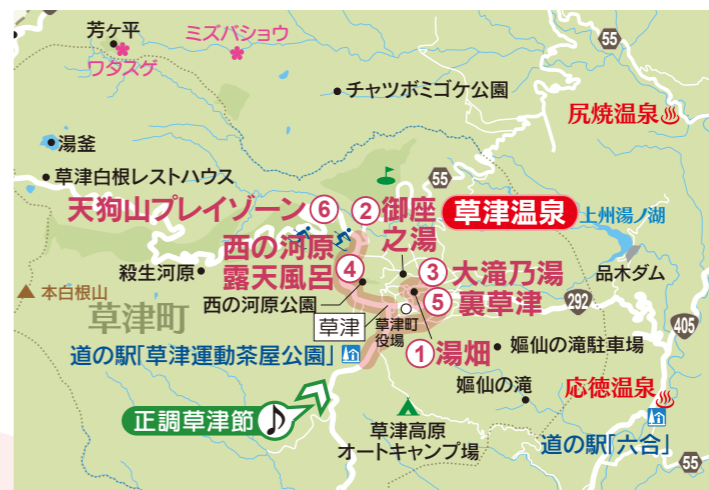 芳ヶ平
ミズバショウ
ワタスゲ
55
チャツボミゴケ公園
尻焼温泉
湯釜
草津白根レストハウス
55
天狗山プレイゾーン⑥
②御座
之湯
草津温泉
上州湯ノ湖
西の河原
露天風呂
④
③大滝乃湯
殺生河原
品木ダム
本白根山
西の河原公園
⑤裏草津
292
草津町
草津
草津町
役場
405
道の駅「草津運動茶屋公園」
①湯畑
嫗仙の滝駐車場
嫗仙の滝
応徳温泉
正調草津節
草津高原
オートキャンプ場
道の駅「六合」
55